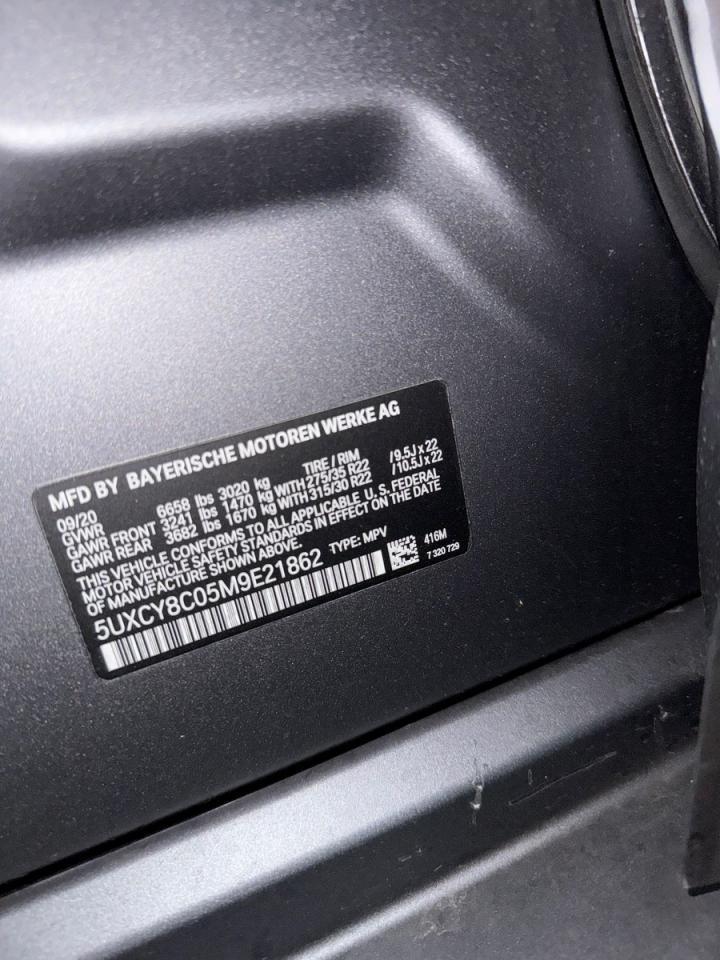 MFD BY BAYERISCHE MOTOREN WERKE AG
09/20
GVWR 6658 lbs 3020 kg TIRE / RIM
GAWR FRONT 3241 lbs 1470 kg WITH 275/35 R22 /9.5J x 22
GAWR REAR 3682 lbs 1670 kg WITH 315/30 R22 /10.5J x 22
THIS VEHICLE CONFORMS TO ALL APPLICABLE U.S. FEDERAL
MOTOR VEHICLE SAFETY STANDARDS IN EFFECT ON THE DATE
OF MANUFACTURE SHOWN ABOVE.
5UXCY8C05M9E21862 TYPE: MPV 416M
7 320 729